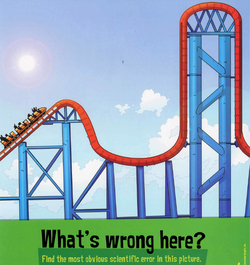 What's wrong here?
Find the most obvious scientific error in this picture.